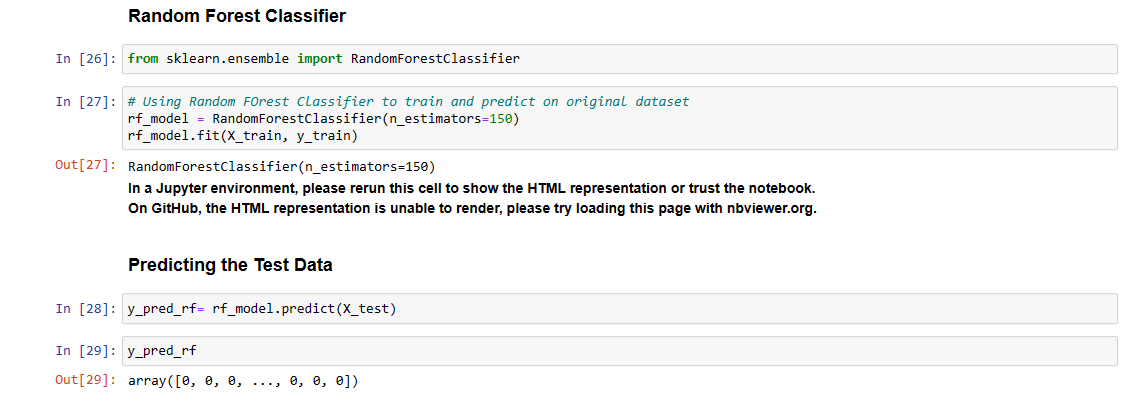 Random Forest Classifier
In [26]: from sklearn.ensemble import RandomForestClassifier
In [27]: # Using Random FOrest Classifier to train and predict on original dataset
rf_model = RandomForestClassifier(n_estimators=150)
rf_model.fit(X_train, y_train)
Out[27]: RandomForestClassifier(n_estimators=150)
In a Jupyter environment, please rerun this cell to show the HTML representation or trust the notebook.
On GitHub, the HTML representation is unable to render, please try loading this page with nbviewer.org.
Predicting the Test Data
In [28]: y_pred_rf= rf_model.predict(X_test)
In [29]: y_pred_rf
Out[29]: array([0, 0, 0, ..., 0, 0, 0])